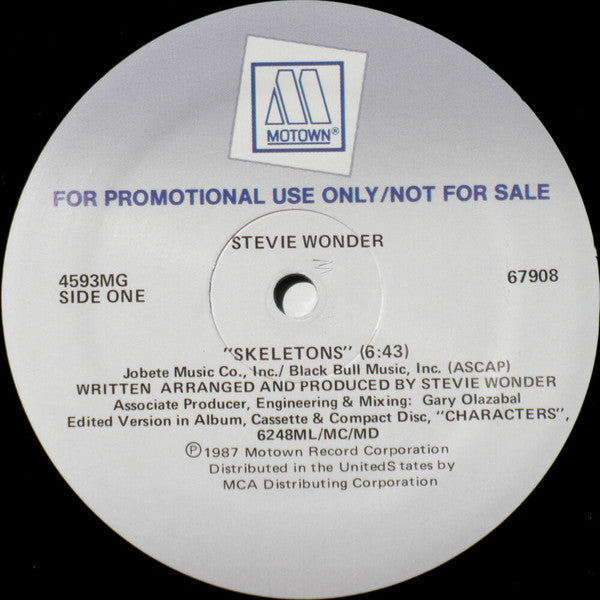 MOTOWN®
FOR PROMOTIONAL USE ONLY/NOT FOR SALE
STEVIE WONDER
4593MG
SIDE ONE
67908
"SKELETONS" (6:43)
Jobete Music Co., Inc./ Black Bull Music, Inc. (ASCAP)
WRITTEN ARRANGED AND PRODUCED BY STEVIE WONDER
Associate Producer, Engineering & Mixing: Gary Olazabal
Edited Version in Album, Cassette & Compact Disc, "CHARACTERS",
6248ML/MC/MD
℗1987 Motown Record Corporation
Distributed in the UnitedS tates by
MCA Distributing Corporation